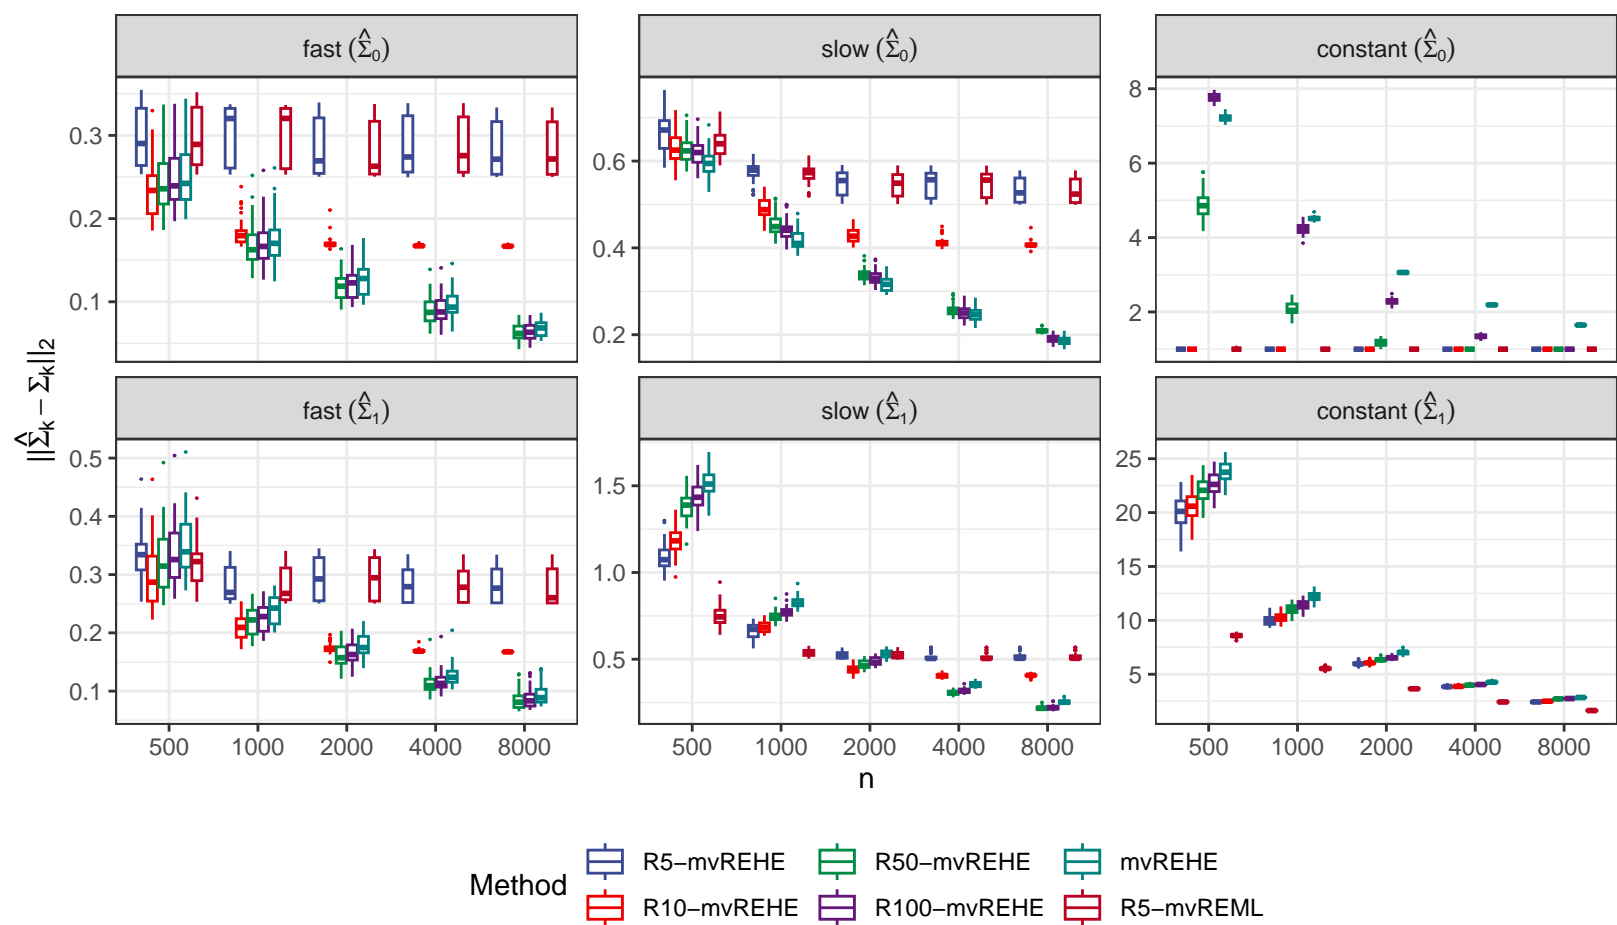 fast (Σ̂₀)
slow (Σ̂₀)
constant (Σ̂₀)
0.3
0.2
0.1
0.6
0.4
0.2
8
6
4
2
||Σ̂ₖ − Σₖ||₂
fast (Σ̂₁)
slow (Σ̂₁)
constant (Σ̂₁)
0.5
0.4
0.3
0.2
0.1
1.5
1.0
0.5
25
20
15
10
5
500 1000 2000 4000 8000
500 1000 2000 4000 8000
500 1000 2000 4000 8000
n
Method
R5−mvREHE R50−mvREHE mvREHE
R10−mvREHE R100−mvREHE R5−mvREML